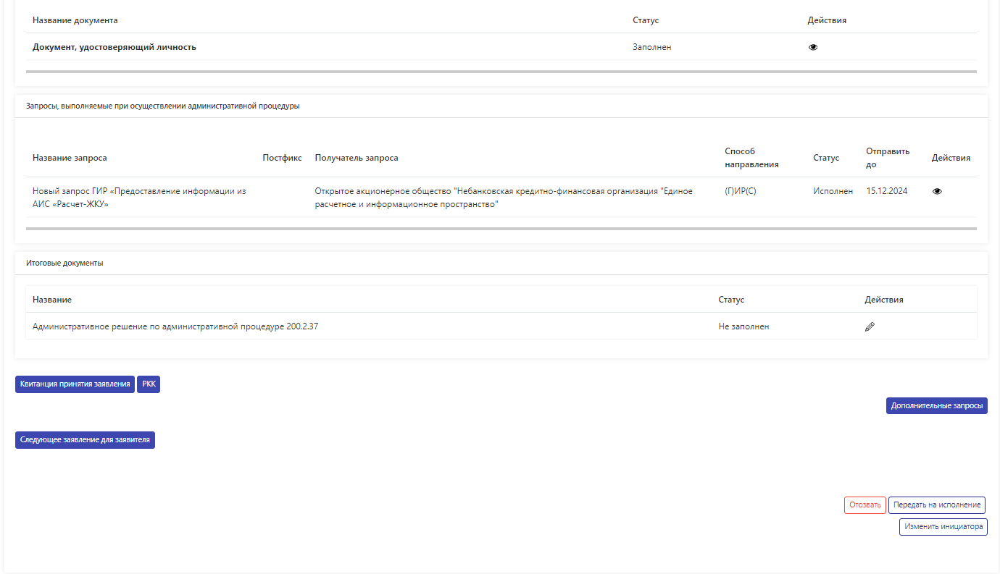 Название документа Статус Действия
Документ, удостоверяющий личность Заполнен
Запросы, выполняемые при осуществлении административной процедуры
Название запроса Постфикс Получатель запроса Способ направления Статус Отправить до Действия
Новый запрос ГИР «Предоставление информации из Открытое акционерное общество "Небанковская кредитно-финансовая организация "Единое (Г)ИР(С) Исполнен 15.12.2024
АИС «Расчет-ЖКУ» расчетное и информационное пространство"
Итоговые документы
Название Статус Действия
Административное решение по административной процедуре 200.2.37 Не заполнен
Квитанция принятия заявления РКК
Дополнительные запросы
Следующее заявление для заявителя
Отозвать Передать на исполнение
Изменить инициатора